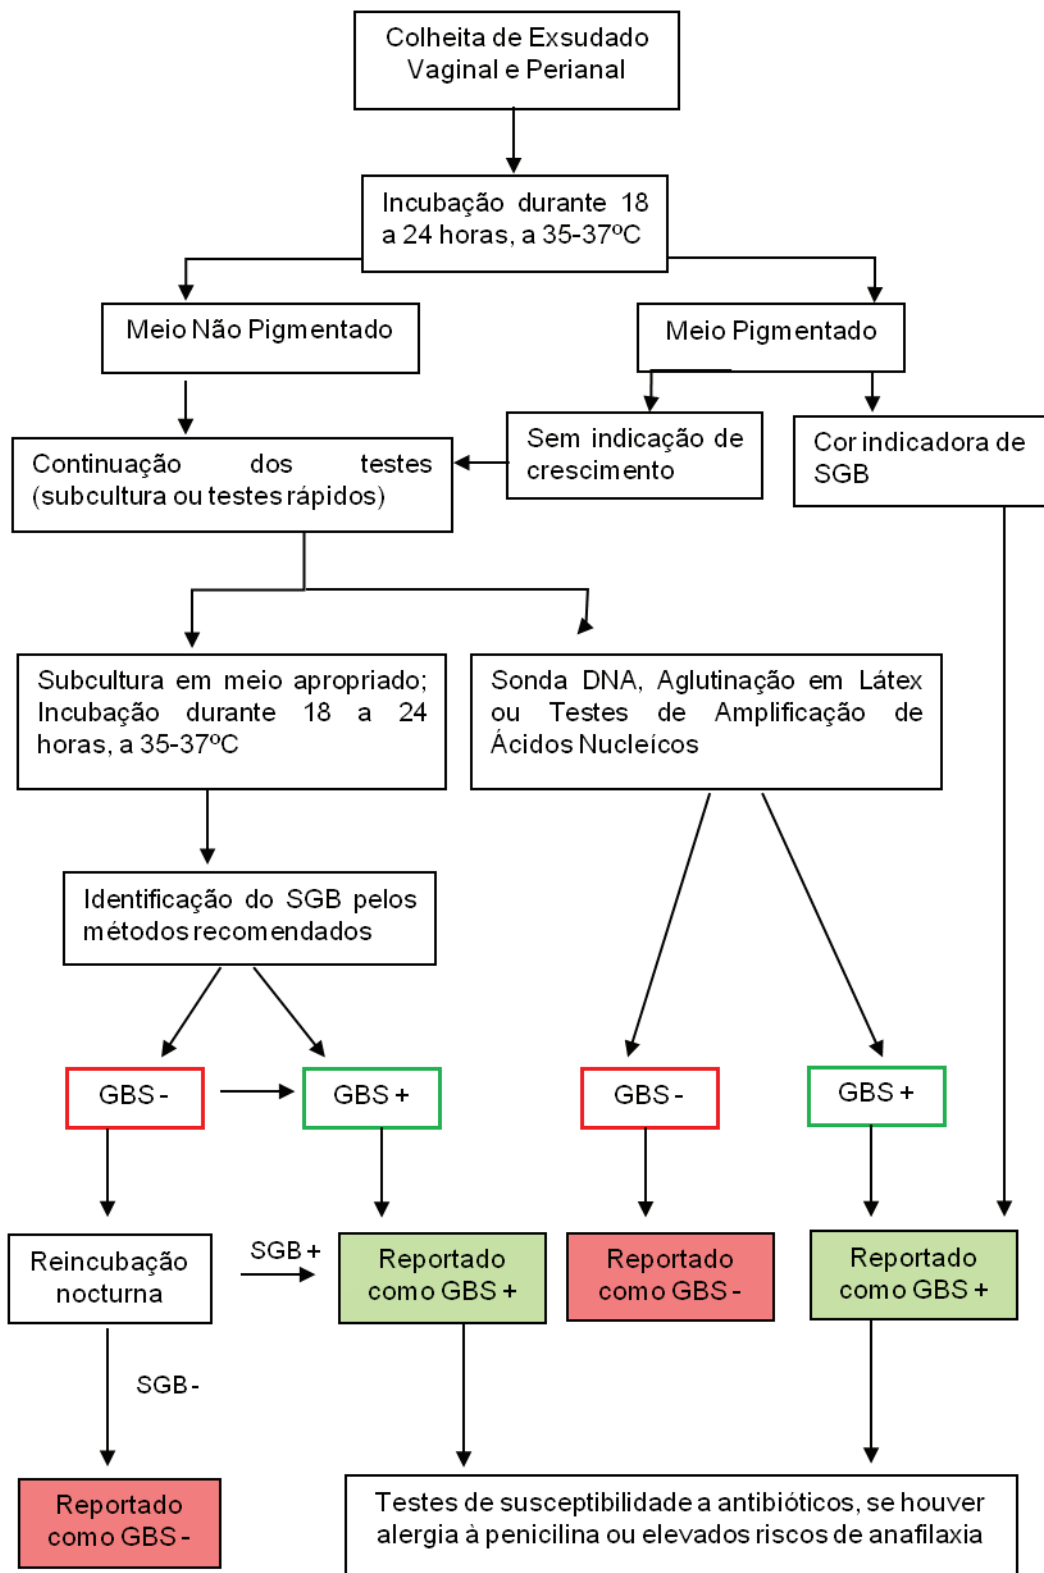 Colheita de Exsudado
Vaginal e Perianal
Incubação durante 18
a 24 horas, a 35-37ºC
Meio Não Pigmentado
Meio Pigmentado
Continuação dos testes
(subcultura ou testes rápidos)
Sem indicação de
crescimento
Cor indicadora de
SGB
Subcultura em meio apropriado;
Incubação durante 18 a 24
horas, a 35-37ºC
Sonda DNA, Aglutinação em Látex
ou Testes de Amplificação de
Ácidos Nucleícos
Identificação do SGB pelos
métodos recomendados
GBS -
GBS +
GBS -
GBS +
Reincubação
nocturna
SGB +
Reportado
como GBS +
Reportado
como GBS -
Reportado
como GBS +
SGB -
Reportado
como GBS -
Testes de susceptibilidade a antibióticos, se houver
alergia à penicilina ou elevados riscos de anafilaxia